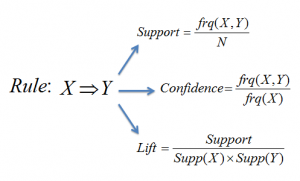 Support = frq(X,Y) / N
Rule: X ⇒ Y
Confidence = frq(X,Y) / frq(X)
Lift = Support / Supp(X) × Supp(Y)